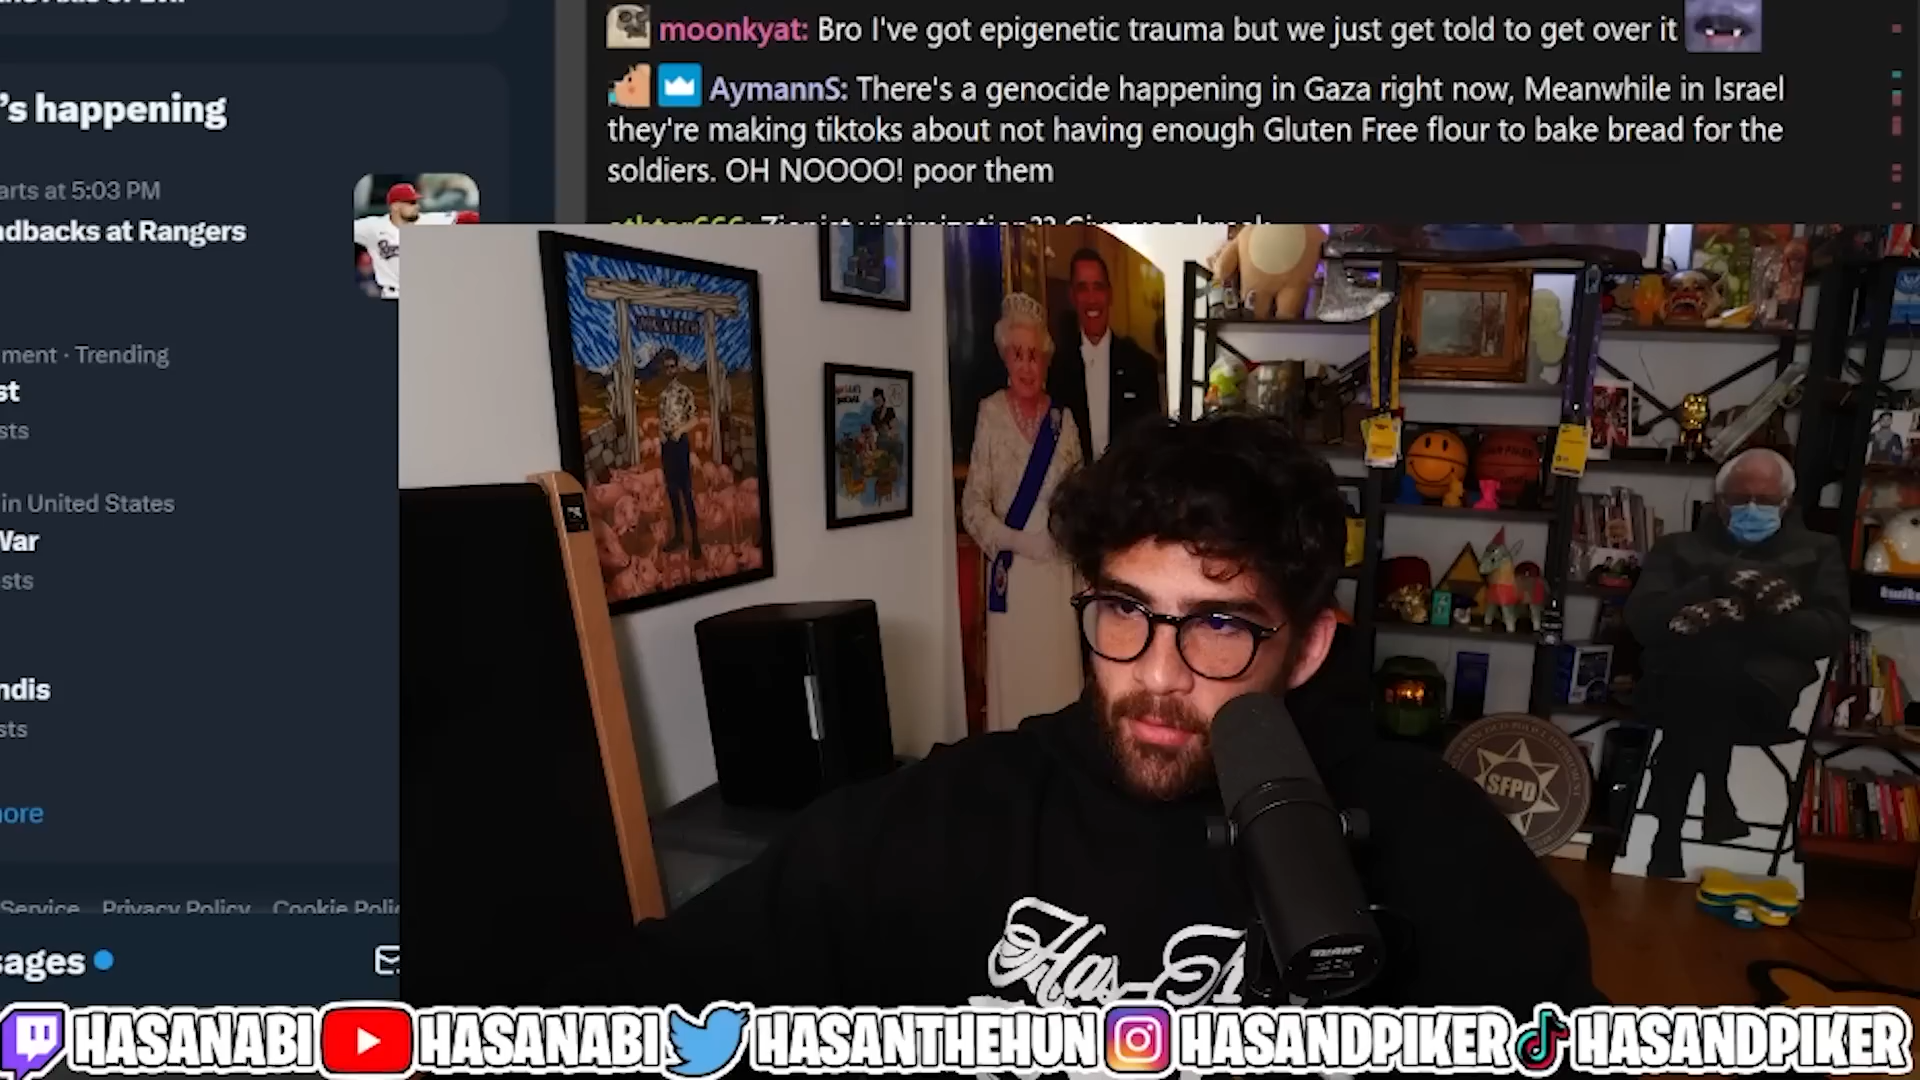 's happening
arts at 5:03 PM
ndbacks at Rangers
ment · Trending
st
sts
in United States
War
sts
ndis
sts
more
Service Privacy Policy
sages
moonkyat: Bro I've got epigenetic trauma but we just get told to get over it
AymannS: There's a genocide happening in Gaza right now, Meanwhile in Israel
they're making tiktoks about not having enough Gluten Free flour to bake bread for the
soldiers. OH NOOOO! poor them
SFPD
HASANABI HASANABI HASANTHEHUN HASANDPIKER HASANDPIKER